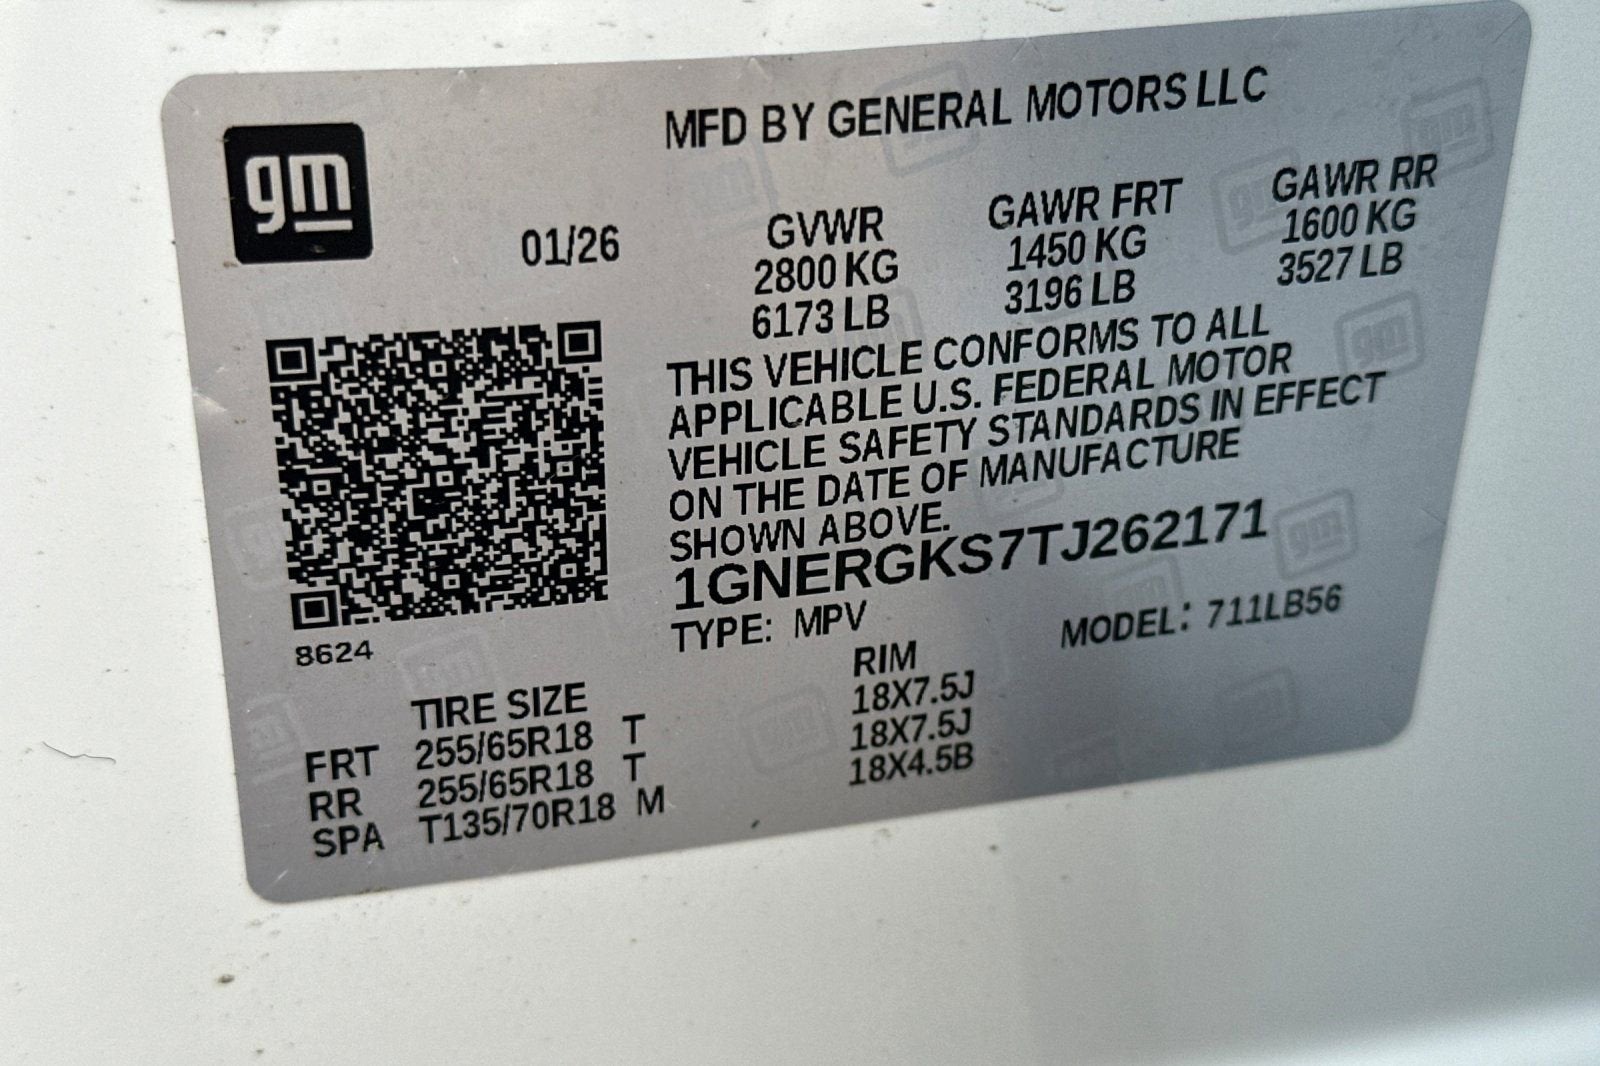 gm
MFD BY GENERAL MOTORS LLC
01/26
GVWR GAWR FRT GAWR RR
2800 KG 1450 KG 1600 KG
6173 LB 3196 LB 3527 LB
THIS VEHICLE CONFORMS TO ALL
APPLICABLE U.S. FEDERAL MOTOR
VEHICLE SAFETY STANDARDS IN EFFECT
ON THE DATE OF MANUFACTURE
SHOWN ABOVE.
1GNERGKS7TJ262171
TYPE: MPV MODEL: 711LB56
8624
TIRE SIZE RIM
FRT 255/65R18 T 18X7.5J
RR 255/65R18 T 18X7.5J
SPA T135/70R18 M 18X4.5B